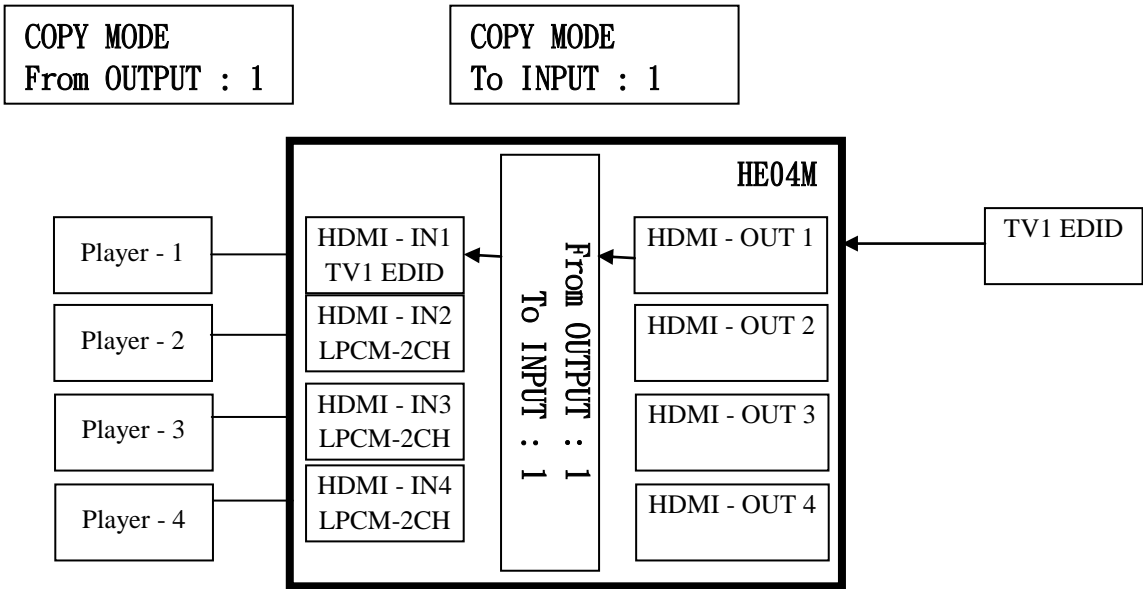 COPY MODE
From OUTPUT : 1
COPY MODE
To INPUT : 1
HE04M
Player - 1
HDMI - IN1
TV1 EDID
From OUTPUT : 1
To INPUT : 1
HDMI - OUT 1
TV1 EDID
Player - 2
HDMI - IN2
LPCM-2CH
HDMI - OUT 2
Player - 3
HDMI - IN3
LPCM-2CH
HDMI - OUT 3
Player - 4
HDMI - IN4
LPCM-2CH
HDMI - OUT 4